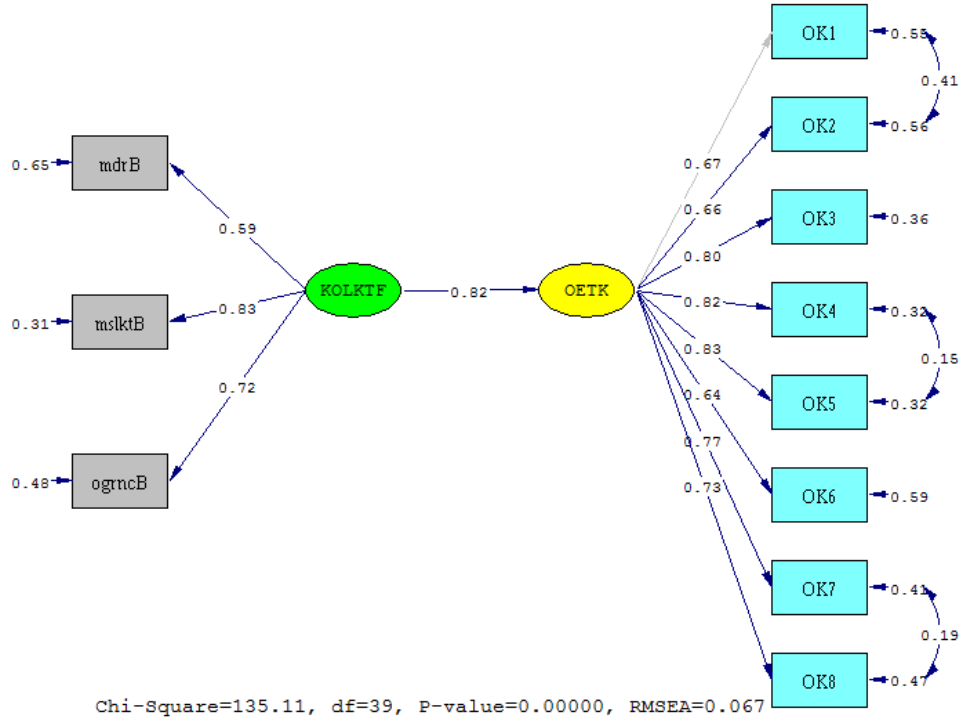 OK1
0.55
0.41
OK2
0.56
0.65
mdrB
0.59
0.67
0.66
OK3
0.36
0.80
KOLKTF
0.82
OETK
0.82
OK4
0.32
0.31
mslktB
0.83
0.83
0.15
0.72
0.64
OK5
0.32
0.77
0.48
ogrncB
0.73
OK6
0.59
OK7
0.41
0.19
OK8
0.47
Chi-Square=135.11, df=39, P-value=0.00000, RMSEA=0.067